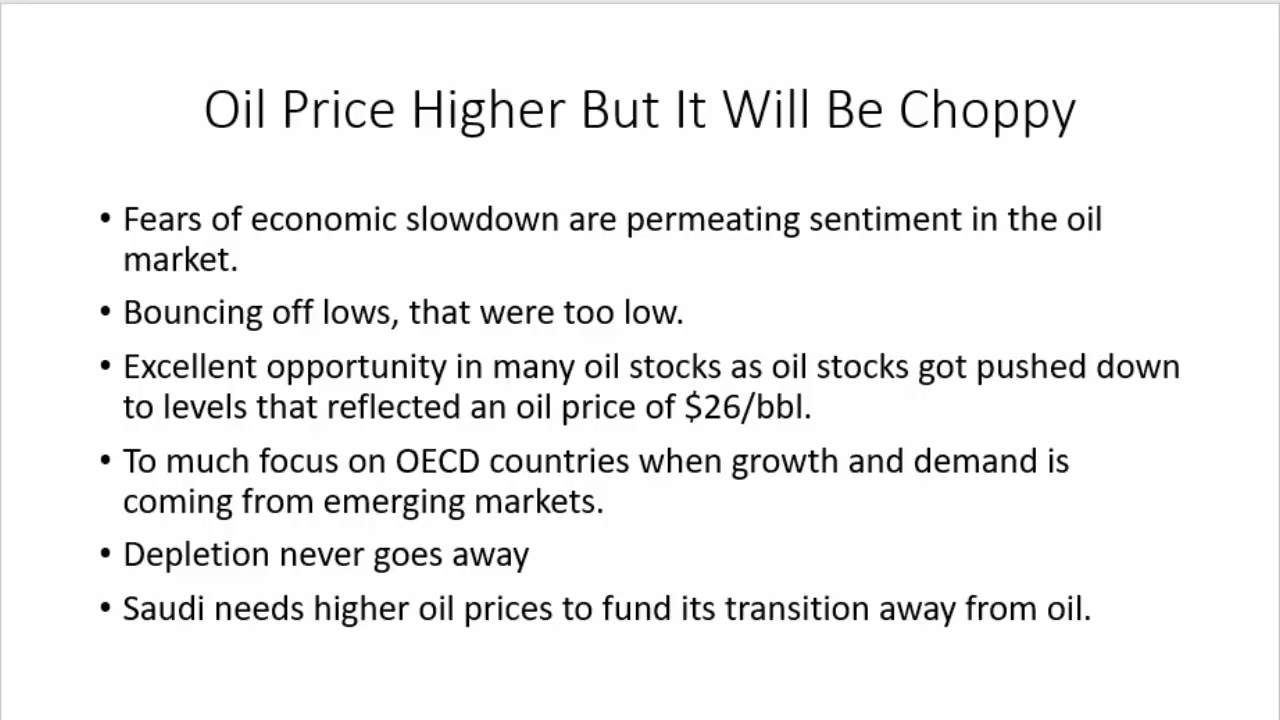 Oil Price Higher But It Will Be Choppy
• Fears of economic slowdown are permeating sentiment in the oil
market.
• Bouncing off lows, that were too low.
• Excellent opportunity in many oil stocks as oil stocks got pushed down
to levels that reflected an oil price of $26/bbl.
• To much focus on OECD countries when growth and demand is
coming from emerging markets.
• Depletion never goes away
• Saudi needs higher oil prices to fund its transition away from oil.